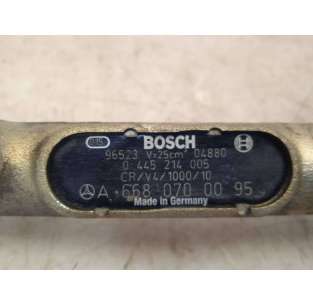 BOSCH
96523 V=25cm³ 04880
0 445 214 005
CR/V4/1000/10
A 668 070 00 95
Made in Germany